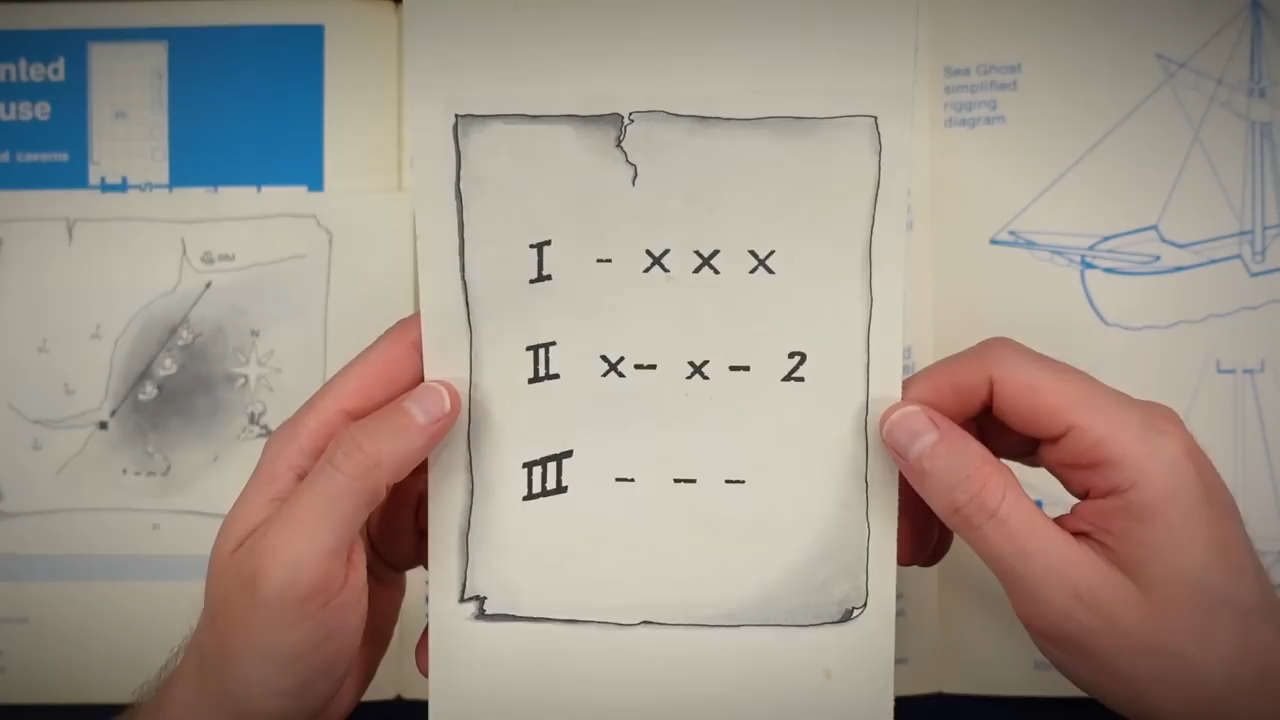 nted
use
d caverns
I - x x x
II x - x - 2
III - - -
N
Sea Ghost
simplified
rigging
diagram